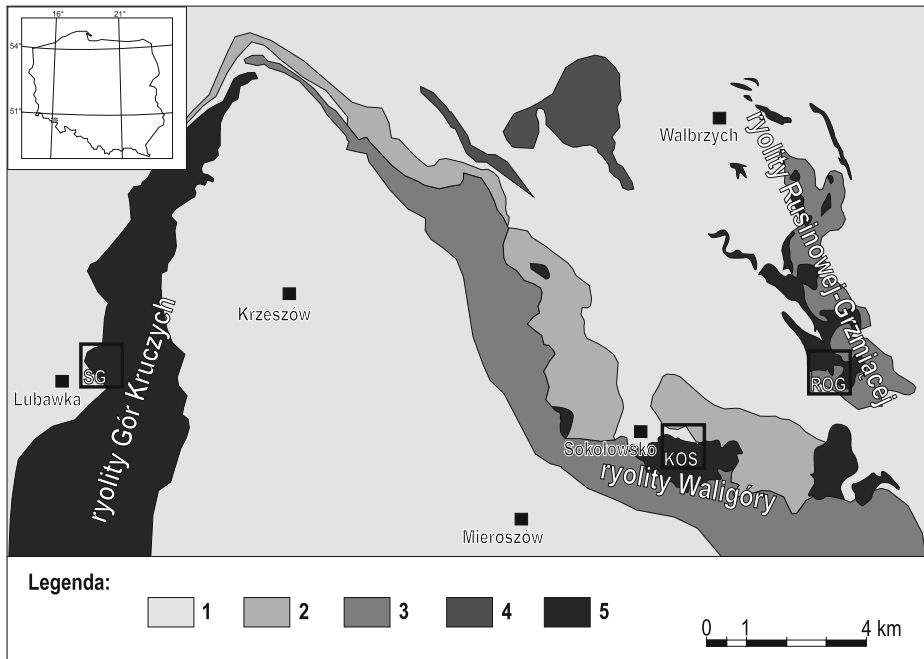 16°
21°
54°
51°
Walbrzych
ryolity Rusinowej-Grzmiącej
Krzeszów
ryolity Gór Kruczych
SG
Lubawka
ROG
Sokołowsko
KOS
ryolity Waligóry
Mieroszów
Legenda:
1
2
3
4
5
0 1 4 km